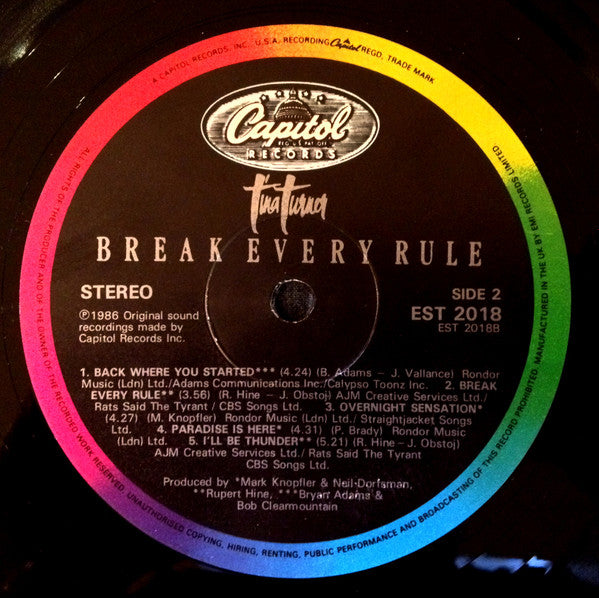 A CAPITOL RECORDS, INC., U.S.A. RECORDING Capitol REGD. TRADE MARK
Capitol
REG. U.S. PAT. OFF.
RECORDS
Tina Turner
BREAK EVERY RULE
STEREO
SIDE 2
EST 2018
EST 2018B
℗1986 Original sound
recordings made by
Capitol Records Inc.
1. BACK WHERE YOU STARTED*** (4.24) (B. Adams – J. Vallance) Rondor
Music (Ldn) Ltd./Adams Communications Inc./Calypso Toonz Inc. 2. BREAK
EVERY RULE** (3.56) (R. Hine – J. Obstoj) AJM Creative Services Ltd./
Rats Said The Tyrant / CBS Songs Ltd. 3. OVERNIGHT SENSATION*
(4.27) (M. Knopfler) Rondor Music (Ldn) Ltd. / Straightjacket Songs
Ltd. 4. PARADISE IS HERE* (4.31) (P. Brady) Rondor Music
(Ldn) Ltd. 5. I'LL BE THUNDER** (5.21) (R. Hine – J. Obstoj)
AJM Creative Services Ltd./ Rats Said The Tyrant
CBS Songs Ltd.
Produced by *Mark Knopfler & Neil Dorfsman,
**Rupert Hine, ***Bryan Adams &
Bob Clearmountain
ALL RIGHTS OF THE PRODUCER AND OF THE OWNER OF THE RECORDED WORK RESERVED. UNAUTHORISED COPYING, HIRING, RENTING, PUBLIC PERFORMANCE AND BROADCASTING OF THIS RECORD PROHIBITED. MANUFACTURED IN THE UK BY EMI RECORDS LIMITED.